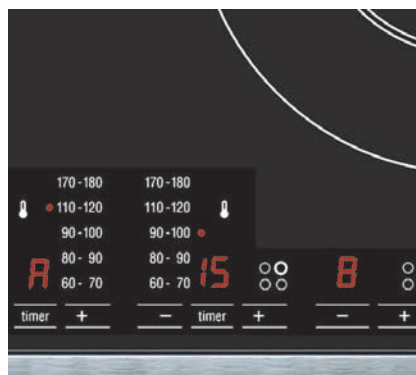 170-180 170-180
110-120 110-120
90-100 90-100
80- 90 80- 90
A 60- 70 60- 70 15 8
timer + − timer + − +